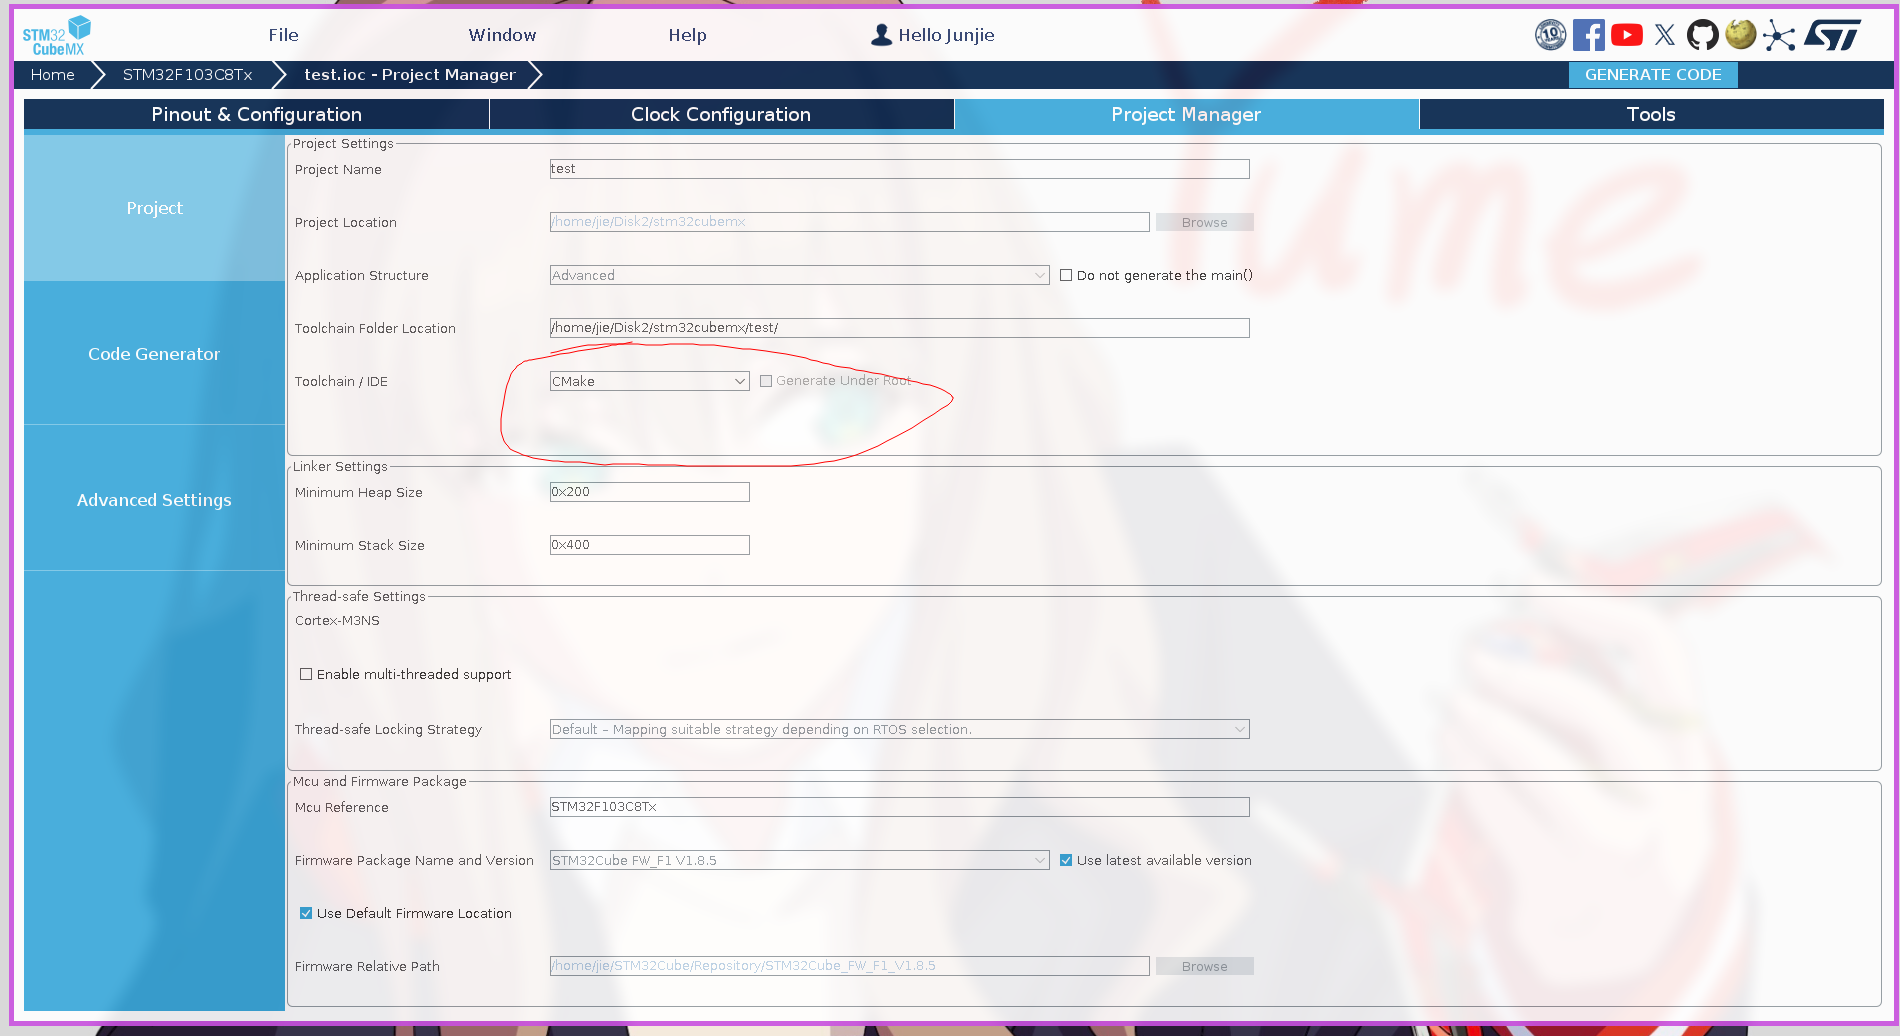 STM32
CubeMX
File
Window
Help
Hello Junjie
10
Home
STM32F103C8Tx
test.ioc - Project Manager
GENERATE CODE
Pinout & Configuration
Clock Configuration
Project Manager
Tools
Yume
Project
Code Generator
Advanced Settings
Project Settings
Project Name
test
Project Location
/home/jie/Disk2/stm32cubemx
Browse
Application Structure
Advanced
Do not generate the main()
Toolchain Folder Location
/home/jie/Disk2/stm32cubemx/test/
Toolchain / IDE
CMake
Generate Under Root
Linker Settings
Minimum Heap Size
0x200
Minimum Stack Size
0x400
Thread-safe Settings
Cortex-M3NS
Enable multi-threaded support
Thread-safe Locking Strategy
Default – Mapping suitable strategy depending on RTOS selection.
Mcu and Firmware Package
Mcu Reference
STM32F103C8Tx
Firmware Package Name and Version
STM32Cube FW_F1 V1.8.5
Use latest available version
Use Default Firmware Location
Firmware Relative Path
/home/jie/STM32Cube/Repository/STM32Cube_FW_F1_V1.8.5
Browse